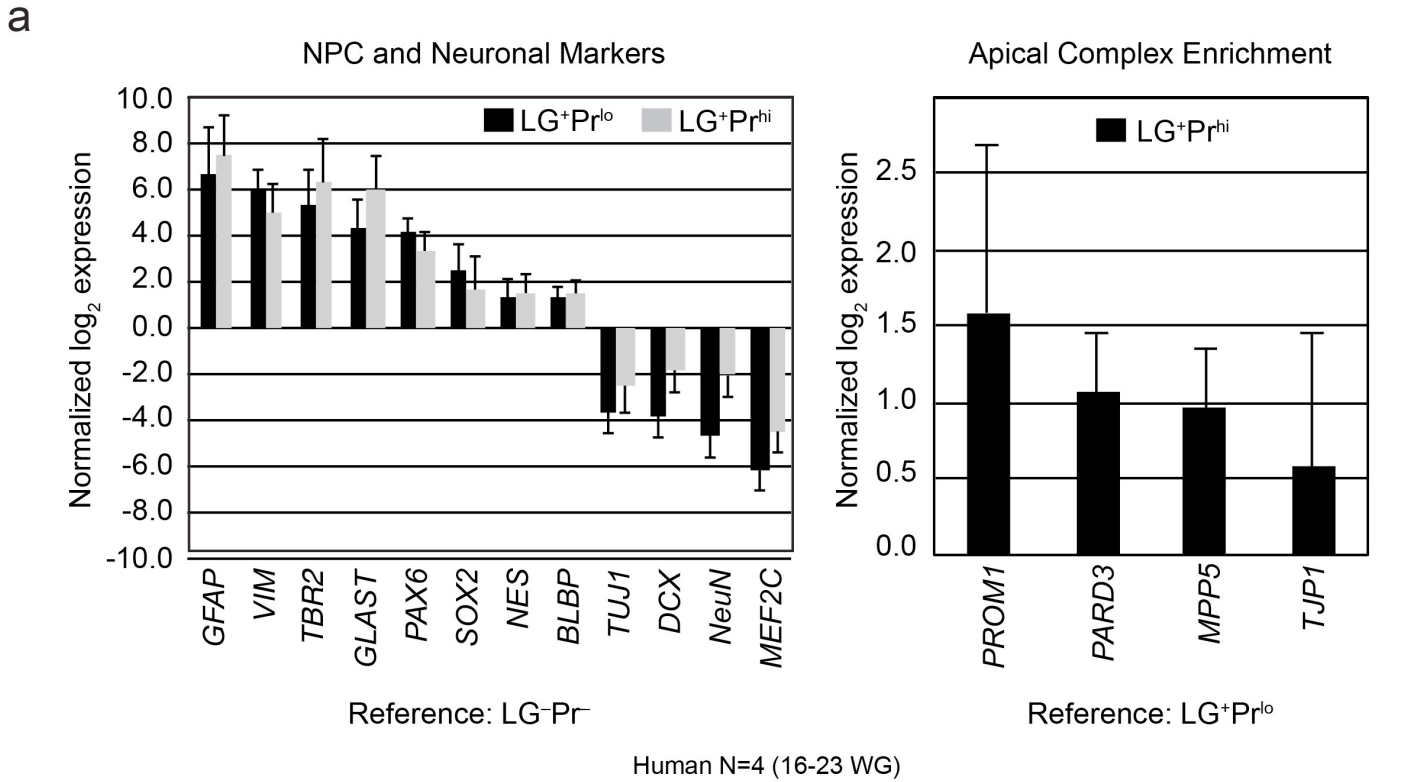 a
NPC and Neuronal Markers
LG⁺Prˡᵒ
LG⁺Prʰⁱ
Normalized log₂ expression
10.0
8.0
6.0
4.0
2.0
0.0
-2.0
-4.0
-6.0
-8.0
-10.0
GFAP
VIM
TBR2
GLAST
PAX6
SOX2
NES
BLBP
TUJ1
DCX
NeuN
MEF2C
Reference: LG⁻Pr⁻
Apical Complex Enrichment
LG⁺Prʰⁱ
Normalized log₂ expression
2.5
2.0
1.5
1.0
0.5
0.0
PROM1
PARD3
MPP5
TJP1
Reference: LG⁺Prˡᵒ
Human N=4 (16-23 WG)